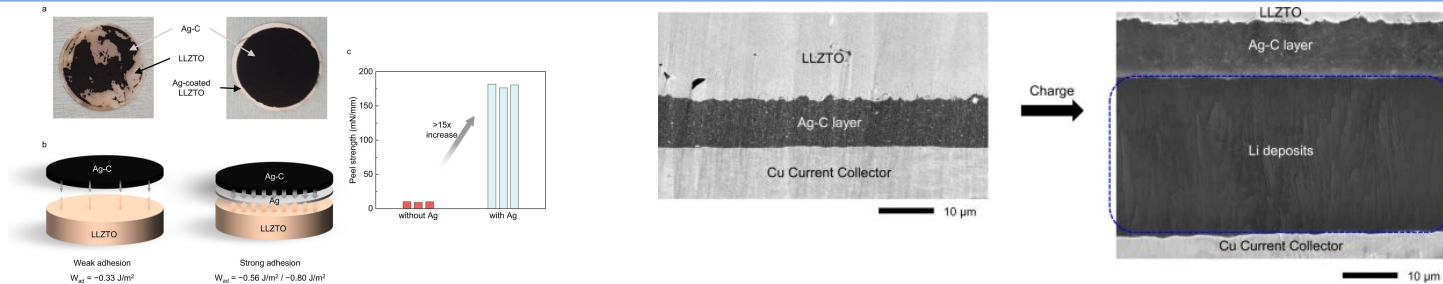 a
Ag-C
LLZTO
Ag-coated
LLZTO
b
Ag-C
LLZTO
Weak adhesion
W_ad = −0.33 J/m²
Ag-C
Ag
LLZTO
Strong adhesion
W_ad = −0.56 J/m² / −0.80 J/m²
c
Peel strength (mN/mm)
200
150
100
50
0
>15x
increase
without Ag
with Ag
LLZTO
Ag-C layer
Cu Current Collector
10 µm
Charge
LLZTO
Ag-C layer
Li deposits
Cu Current Collector
10 µm